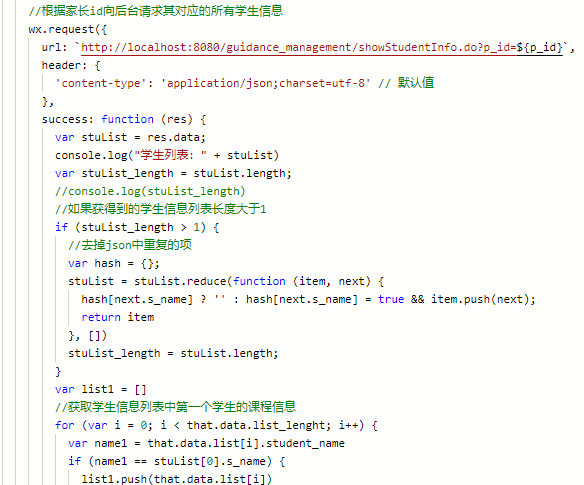 //根据家长id向后台请求其对应的所有学生信息
wx.request({
url: `http://localhost:8080/guidance_management/showStudentInfo.do?p_id=${p_id}`,
header: {
'content-type': 'application/json;charset=utf-8' // 默认值
},
success: function (res) {
var stuList = res.data;
console.log("学生列表: " + stuList)
var stuList_length = stuList.length;
//console.log(stuList_length)
//如果获得到的学生信息列表长度大于1
if (stuList_length > 1) {
//去掉json中重复的项
var hash = {};
stuList = stuList.reduce(function (item, next) {
hash[next.s_name] ? '' : hash[next.s_name] = true && item.push(next);
return item
}, [])
stuList_length = stuList.length;
}
var list1 = []
//获取学生信息列表中第一个学生的课程信息
for (var i = 0; i < that.data.list_lenght; i++) {
var name1 = that.data.list[i].student_name
if (name1 == stuList[0].s_name) {
list1.push(that.data.list[i])